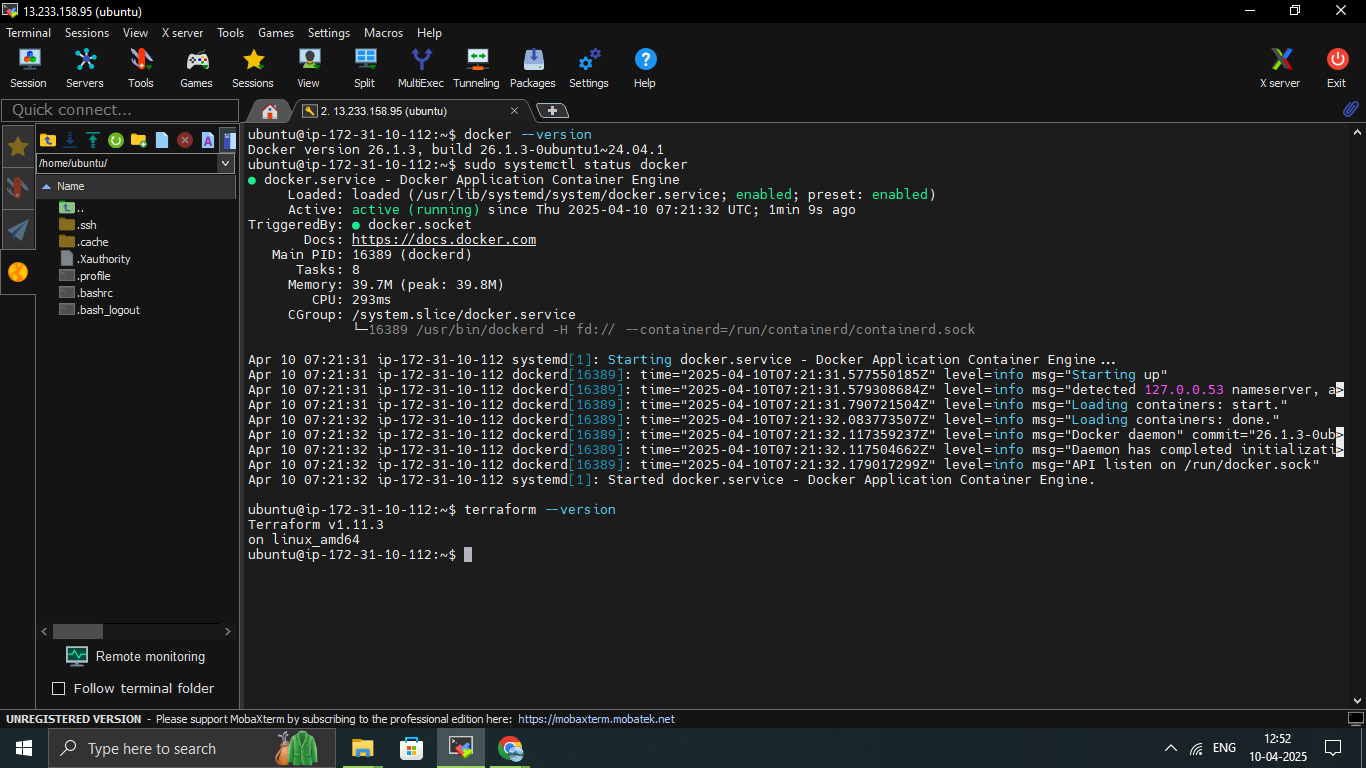 13.233.158.95 (ubuntu)
Terminal Sessions View X server Tools Games Settings Macros Help
Session Servers Tools Games Sessions View Split MultiExec Tunneling Packages Settings Help X server Exit
Quick connect...
2. 13.233.158.95 (ubuntu)
/home/ubuntu/
Name
..
.ssh
.cache
.Xauthority
.profile
.bashrc
.bash_logout
Remote monitoring
Follow terminal folder
ubuntu@ip-172-31-10-112:~$ docker --version
Docker version 26.1.3, build 26.1.3-0ubuntu1~24.04.1
ubuntu@ip-172-31-10-112:~$ sudo systemctl status docker
● docker.service - Docker Application Container Engine
Loaded: loaded (/usr/lib/systemd/system/docker.service; enabled; preset: enabled)
Active: active (running) since Thu 2025-04-10 07:21:32 UTC; 1min 9s ago
TriggeredBy: ● docker.socket
Docs: https://docs.docker.com
Main PID: 16389 (dockerd)
Tasks: 8
Memory: 39.7M (peak: 39.8M)
CPU: 293ms
CGroup: /system.slice/docker.service
└─16389 /usr/bin/dockerd -H fd:// --containerd=/run/containerd/containerd.sock
Apr 10 07:21:31 ip-172-31-10-112 systemd[1]: Starting docker.service - Docker Application Container Engine...
Apr 10 07:21:31 ip-172-31-10-112 dockerd[16389]: time="2025-04-10T07:21:31.577550185Z" level=info msg="Starting up"
Apr 10 07:21:31 ip-172-31-10-112 dockerd[16389]: time="2025-04-10T07:21:31.579308684Z" level=info msg="detected 127.0.0.53 nameserver, a>
Apr 10 07:21:31 ip-172-31-10-112 dockerd[16389]: time="2025-04-10T07:21:31.790721504Z" level=info msg="Loading containers: start."
Apr 10 07:21:32 ip-172-31-10-112 dockerd[16389]: time="2025-04-10T07:21:32.083773507Z" level=info msg="Loading containers: done."
Apr 10 07:21:32 ip-172-31-10-112 dockerd[16389]: time="2025-04-10T07:21:32.117359237Z" level=info msg="Docker daemon" commit="26.1.3-0ub>
Apr 10 07:21:32 ip-172-31-10-112 dockerd[16389]: time="2025-04-10T07:21:32.117504662Z" level=info msg="Daemon has completed initializati>
Apr 10 07:21:32 ip-172-31-10-112 dockerd[16389]: time="2025-04-10T07:21:32.179017299Z" level=info msg="API listen on /run/docker.sock"
Apr 10 07:21:32 ip-172-31-10-112 systemd[1]: Started docker.service - Docker Application Container Engine.
ubuntu@ip-172-31-10-112:~$ terraform --version
Terraform v1.11.3
on linux_amd64
ubuntu@ip-172-31-10-112:~$
UNREGISTERED VERSION - Please support MobaXterm by subscribing to the professional edition here: https://mobaxterm.mobatek.net
Type here to search
ENG
12:52
10-04-2025